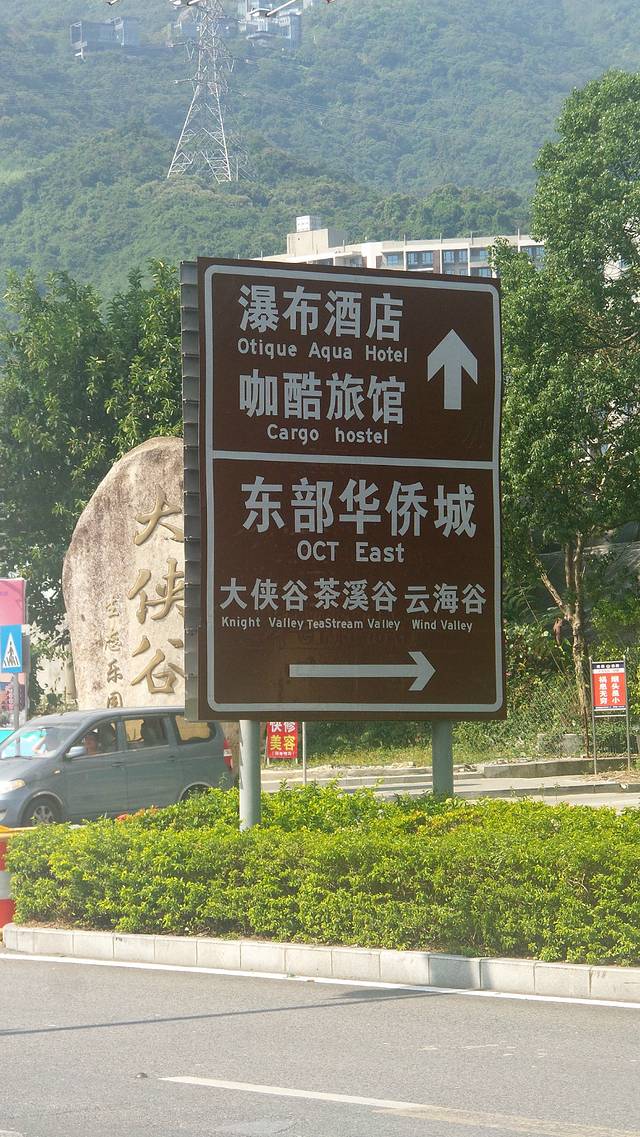 瀑布酒店
Otique Aqua Hotel
咖酷旅馆
Cargo hostel
东部华侨城
OCT East
大侠谷 茶溪谷 云海谷
Knight Valley TeaStream Valley Wind Valley
大侠谷
快修
美容